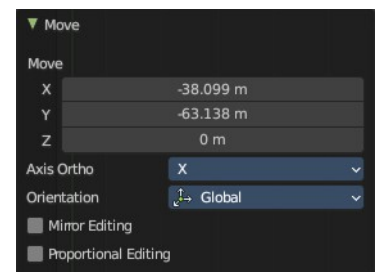 Move
Move
X -38.099 m
Y -63.138 m
Z 0 m
Axis Ortho X
Orientation Global
Mirror Editing
Proportional Editing